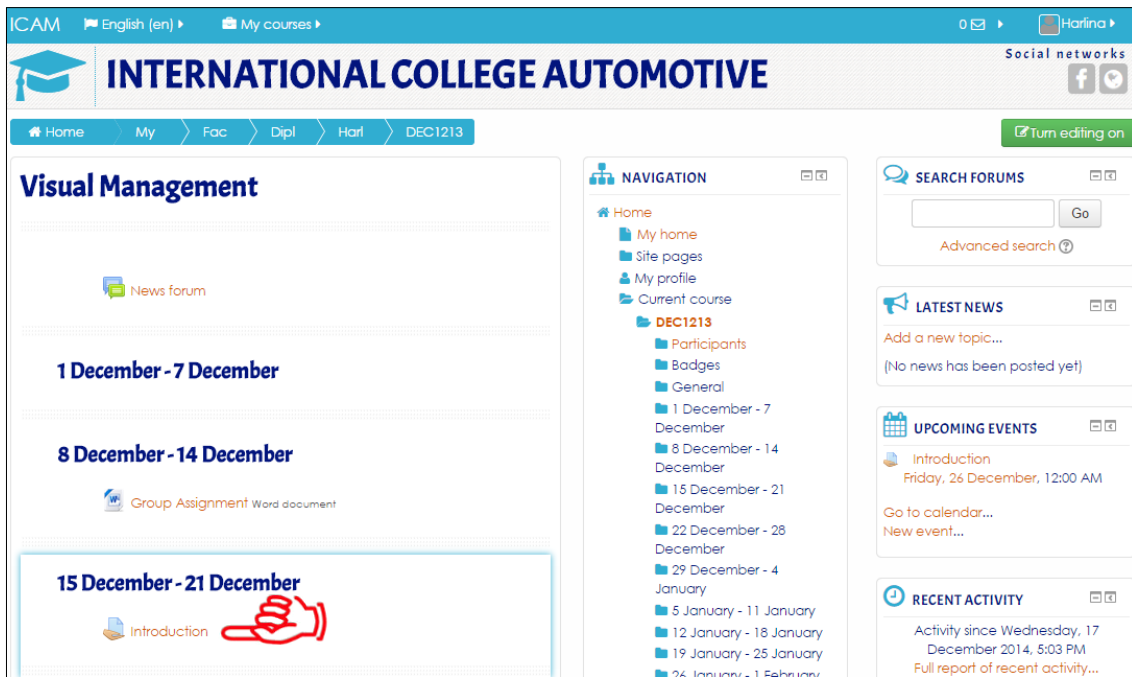 ICAM English (en) My courses 0 Harlina
INTERNATIONAL COLLEGE AUTOMOTIVE
Social networks
Home My Fac Dipl Harl DEC1213
Turn editing on
Visual Management
News forum
1 December - 7 December
8 December - 14 December
Group Assignment Word document
15 December - 21 December
Introduction
NAVIGATION
Home
My home
Site pages
My profile
Current course
DEC1213
Participants
Badges
General
1 December - 7
December
8 December - 14
December
15 December - 21
December
22 December - 28
December
29 December - 4
January
5 January - 11 January
12 January - 18 January
19 January - 25 January
26 January - 1 February
SEARCH FORUMS
Go
Advanced search
LATEST NEWS
Add a new topic...
(No news has been posted yet)
UPCOMING EVENTS
Introduction
Friday, 26 December, 12:00 AM
Go to calendar...
New event...
RECENT ACTIVITY
Activity since Wednesday, 17
December 2014, 5:03 PM
Full report of recent activity...